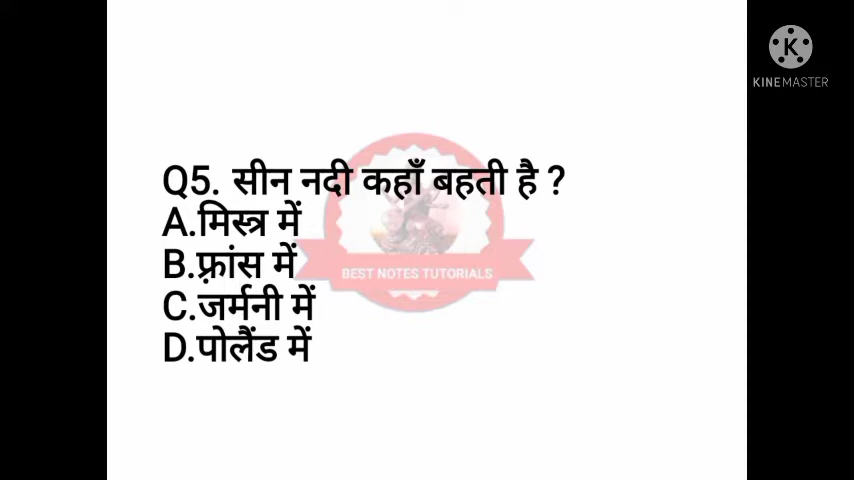 KINEMASTER
Q5. सीन नदी कहाँ बहती है ?
A.मिस्त्र में
B.फ़्रांस में
BEST NOTES TUTORIALS
C.जर्मनी में
D.पोलैंड में